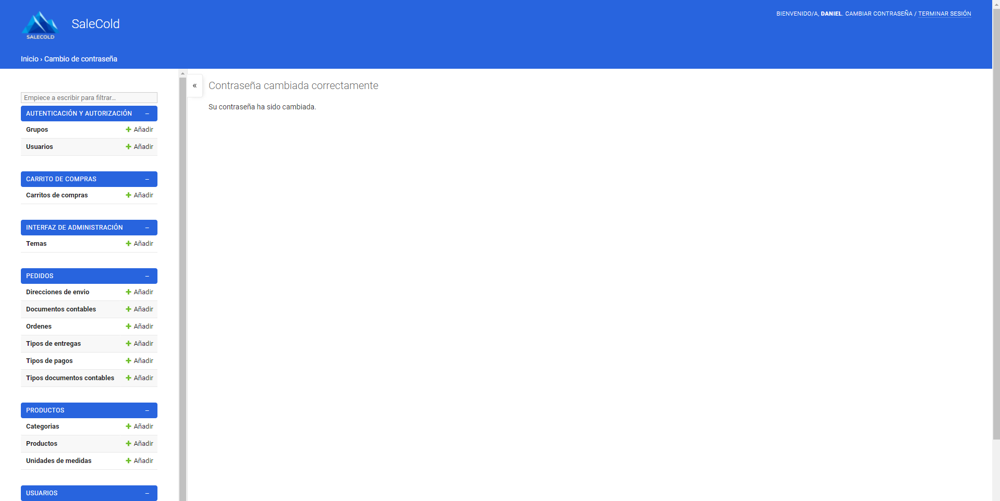 SALECOLD
SaleCold
BIENVENIDO/A, DANIEL. CAMBIAR CONTRASEÑA / TERMINAR SESIÓN
Inicio › Cambio de contraseña
«
Contraseña cambiada correctamente
Su contraseña ha sido cambiada.
Empiece a escribir para filtrar...
AUTENTICACIÓN Y AUTORIZACIÓN –
Grupos + Añadir
Usuarios + Añadir
CARRITO DE COMPRAS –
Carritos de compras + Añadir
INTERFAZ DE ADMINISTRACIÓN –
Temas + Añadir
PEDIDOS –
Direcciones de envio + Añadir
Documentos contables + Añadir
Ordenes + Añadir
Tipos de entregas + Añadir
Tipos de pagos + Añadir
Tipos documentos contables + Añadir
PRODUCTOS –
Categorias + Añadir
Productos + Añadir
Unidades de medidas + Añadir
USUARIOS –